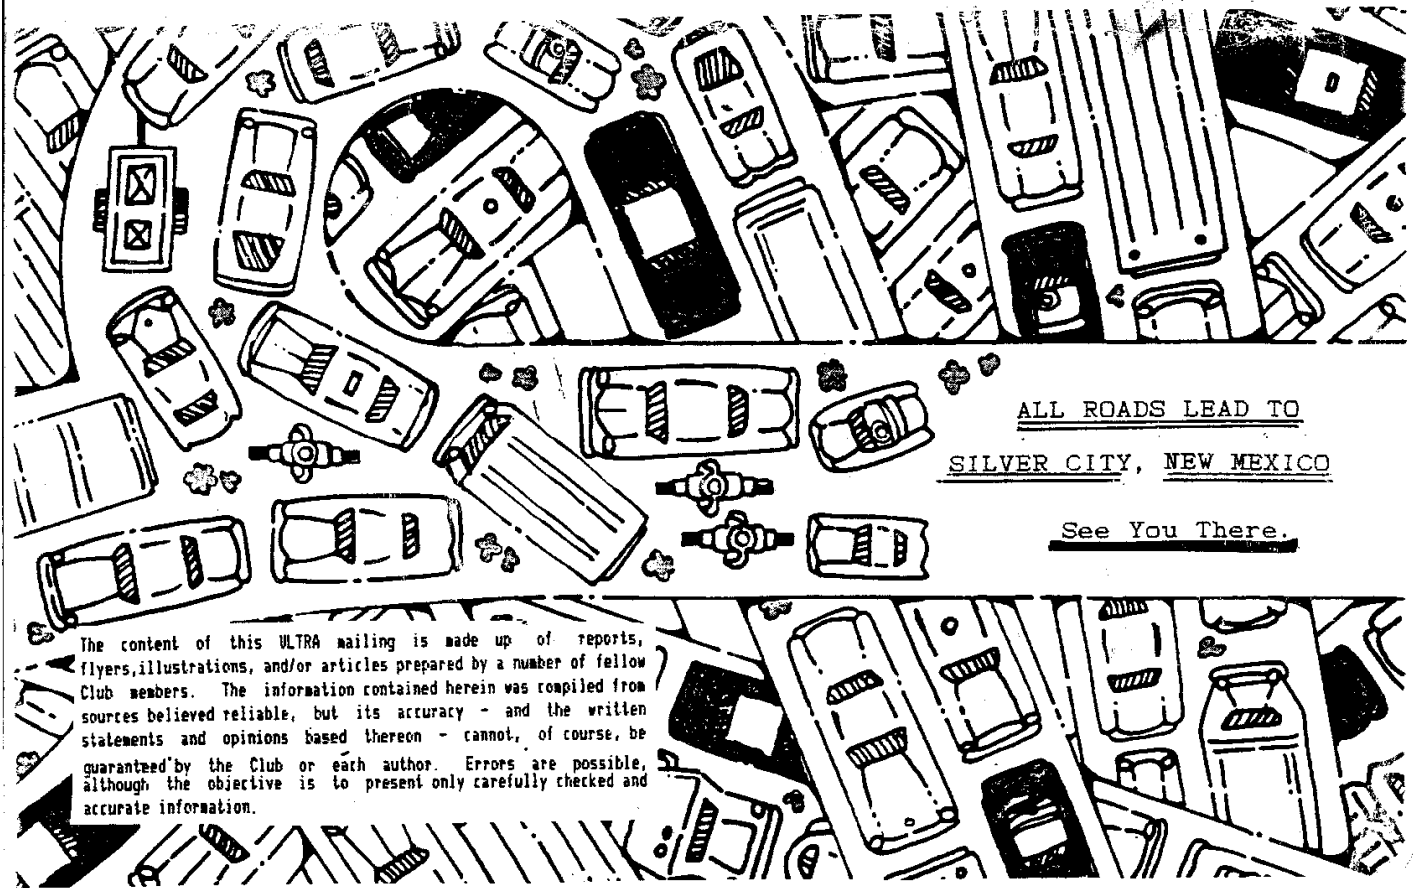 ALL ROADS LEAD TO
SILVER CITY, NEW MEXICO
See You There.
The content of this ULTRA mailing is made up of reports,
flyers,illustrations, and/or articles prepared by a number of fellow
Club members. The information contained herein was compiled from
sources believed reliable, but its accuracy - and the written
statements and opinions based thereon - cannot, of course, be
guaranteed by the Club or each author. Errors are possible,
although the objective is to present only carefully checked and
accurate information.